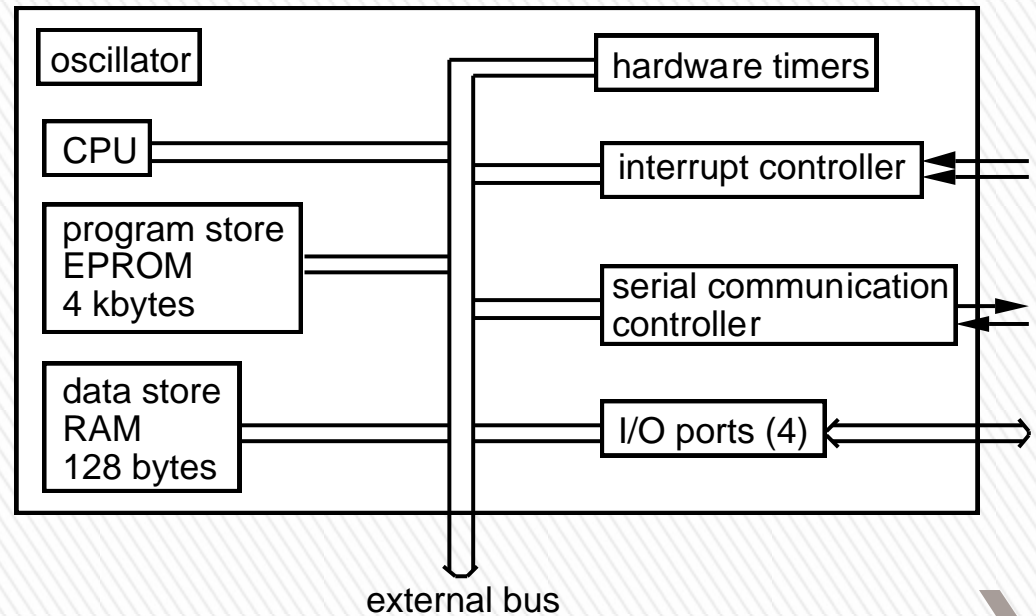 oscillator
hardware timers
CPU
interrupt controller
program store
EPROM
4 kbytes
serial communication
controller
data store
RAM
128 bytes
I/O ports (4)
external bus